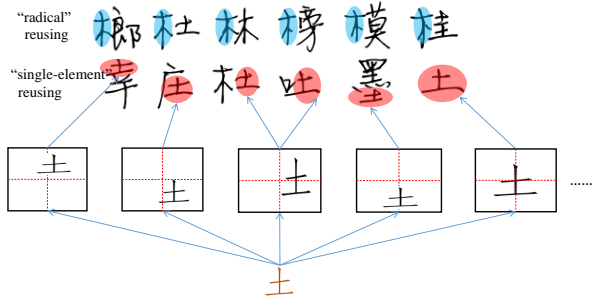 “radical” reusing
榔 杜 林 榜 模 桂
“single-element” reusing
幸 庄 杜 吐 墨 土
土 土 土 土 土 ......
土